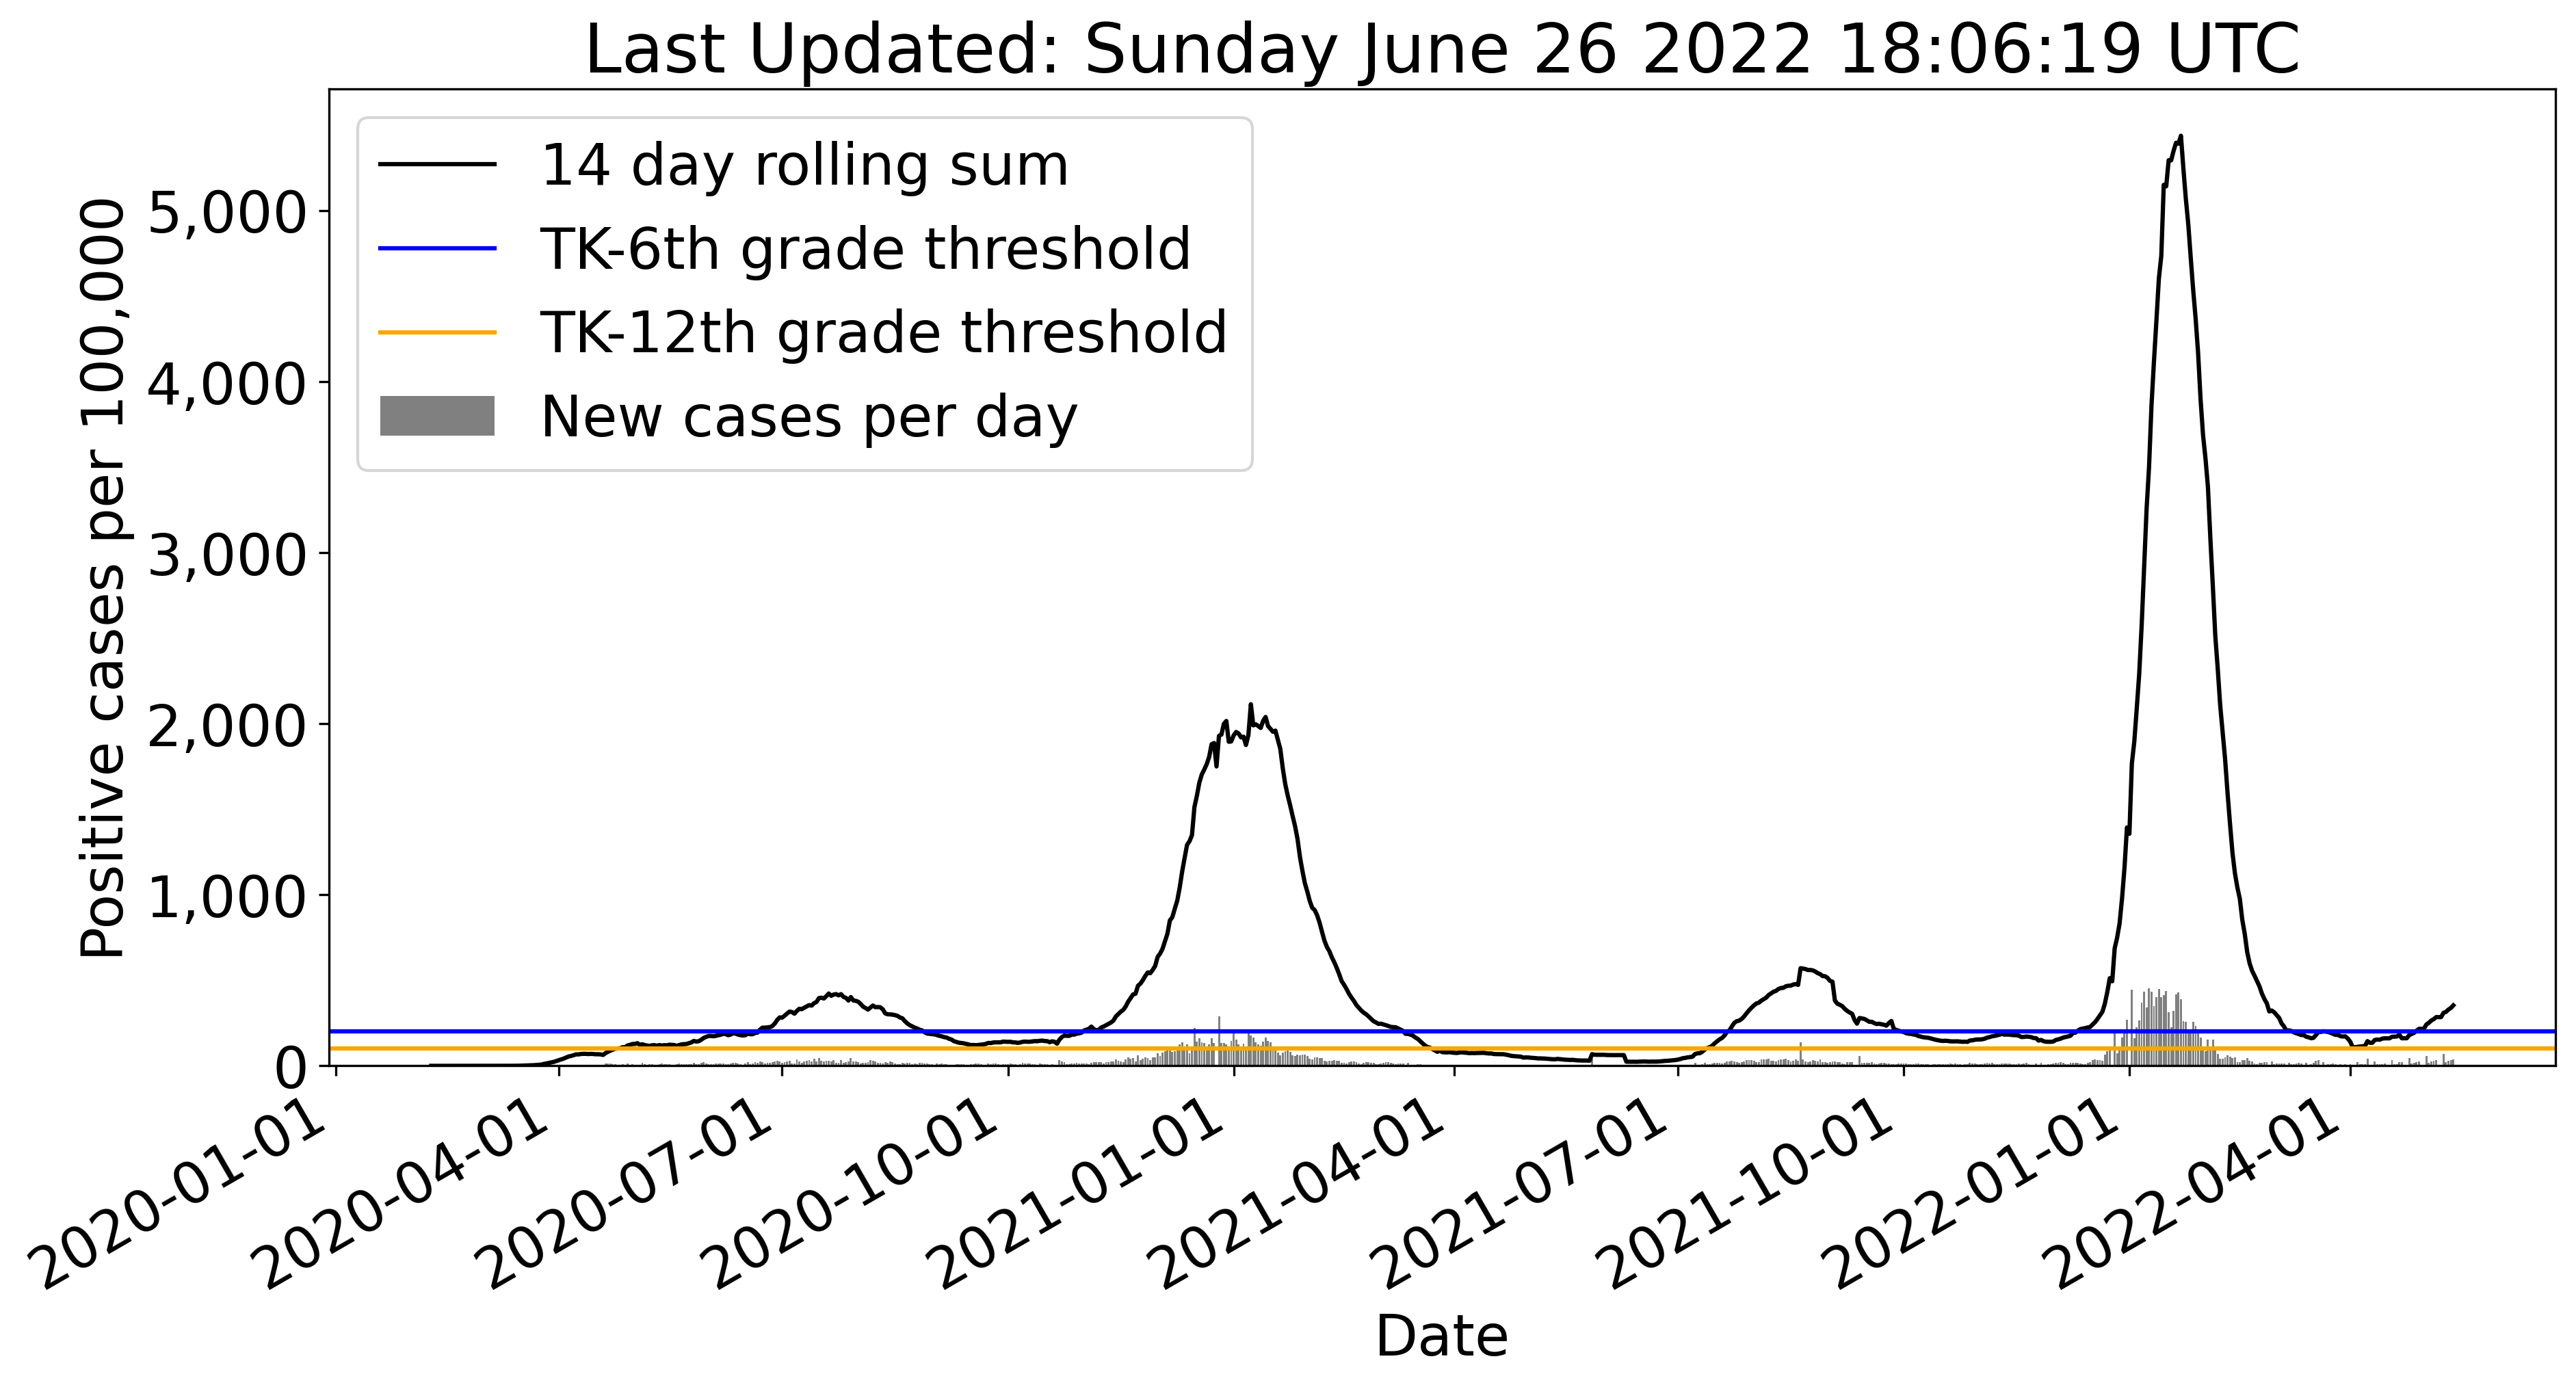 Last Updated: Sunday June 26 2022 18:06:19 UTC
14 day rolling sum
TK-6th grade threshold
TK-12th grade threshold
New cases per day
Positive cases per 100,000
5,000
4,000
3,000
2,000
1,000
0
2020-01-01
2020-04-01
2020-07-01
2020-10-01
2021-01-01
2021-04-01
2021-07-01
2021-10-01
2022-01-01
2022-04-01
Date